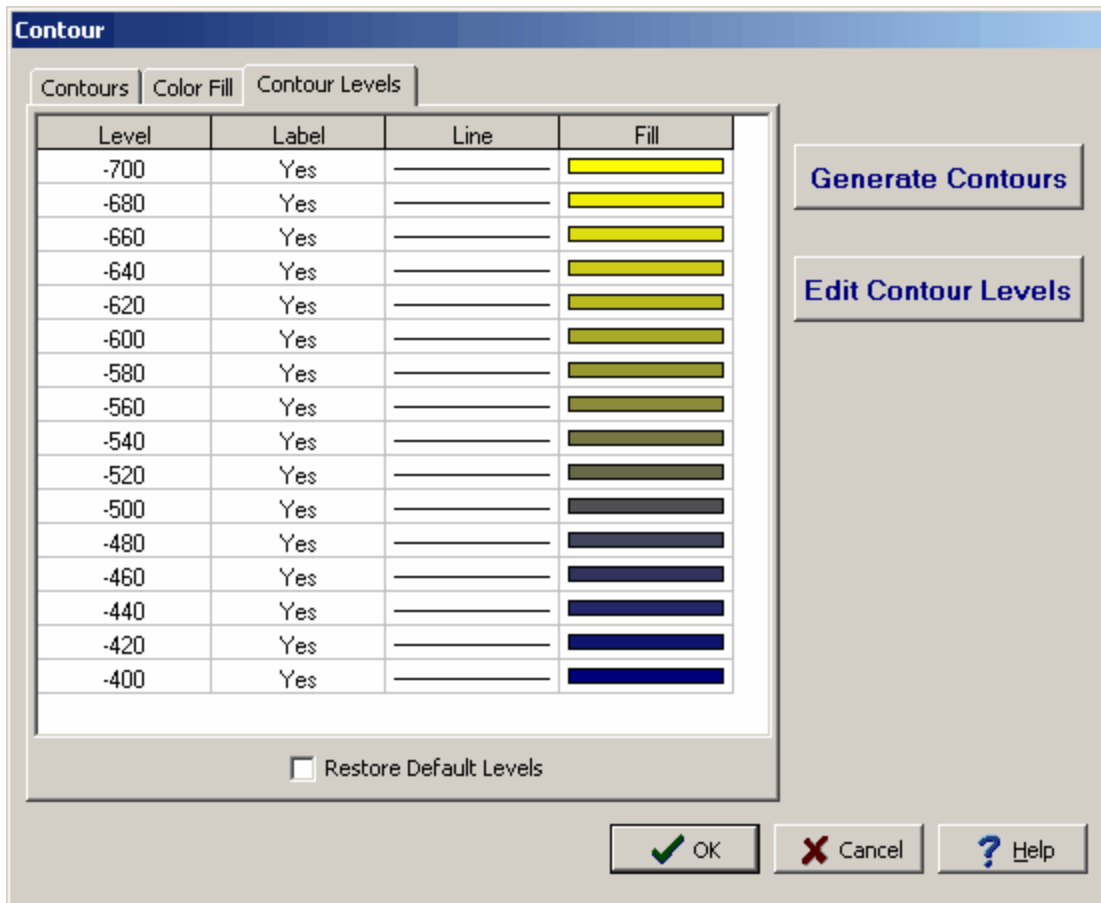 Contour
Contours Color Fill Contour Levels
Level Label Line Fill
-700 Yes
-680 Yes
-660 Yes
-640 Yes
-620 Yes
-600 Yes
-580 Yes
-560 Yes
-540 Yes
-520 Yes
-500 Yes
-480 Yes
-460 Yes
-440 Yes
-420 Yes
-400 Yes
Restore Default Levels
Generate Contours
Edit Contour Levels
OK Cancel Help